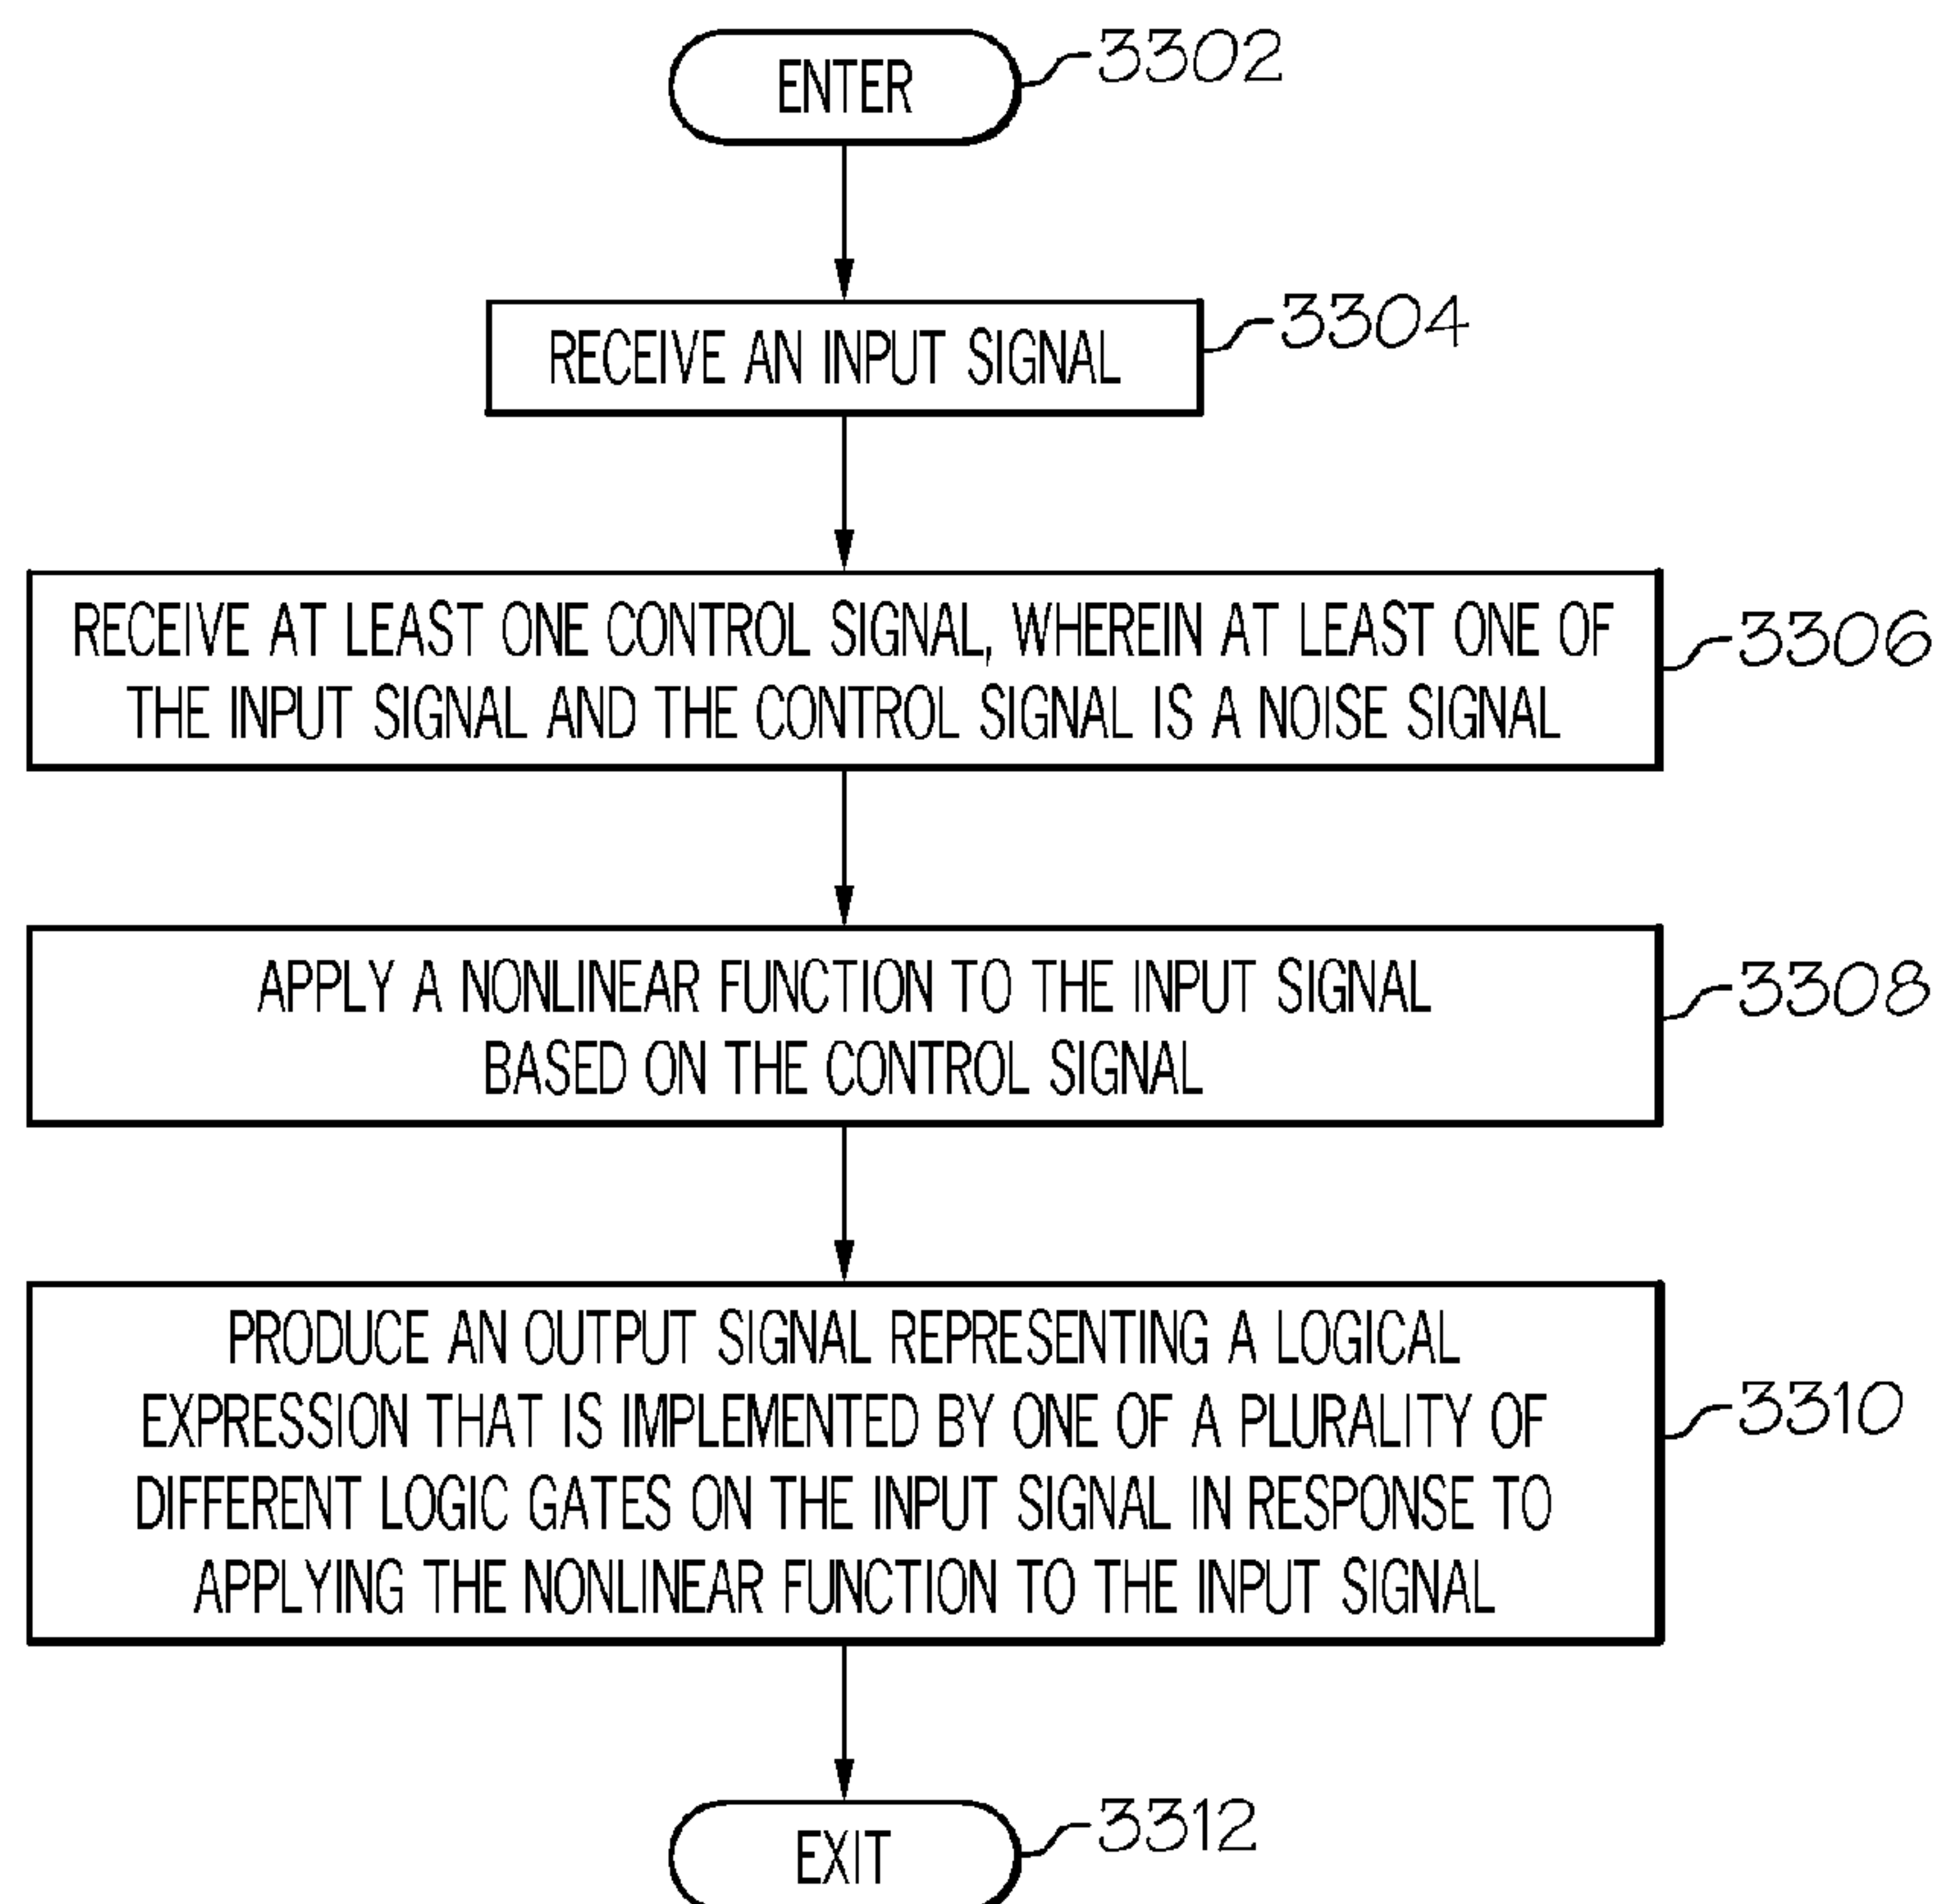 ENTER
3302
RECEIVE AN INPUT SIGNAL
3304
RECEIVE AT LEAST ONE CONTROL SIGNAL, WHEREIN AT LEAST ONE OF
THE INPUT SIGNAL AND THE CONTROL SIGNAL IS A NOISE SIGNAL
3306
APPLY A NONLINEAR FUNCTION TO THE INPUT SIGNAL
BASED ON THE CONTROL SIGNAL
3308
PRODUCE AN OUTPUT SIGNAL REPRESENTING A LOGICAL
EXPRESSION THAT IS IMPLEMENTED BY ONE OF A PLURALITY OF
DIFFERENT LOGIC GATES ON THE INPUT SIGNAL IN RESPONSE TO
APPLYING THE NONLINEAR FUNCTION TO THE INPUT SIGNAL
3310
EXIT
3312